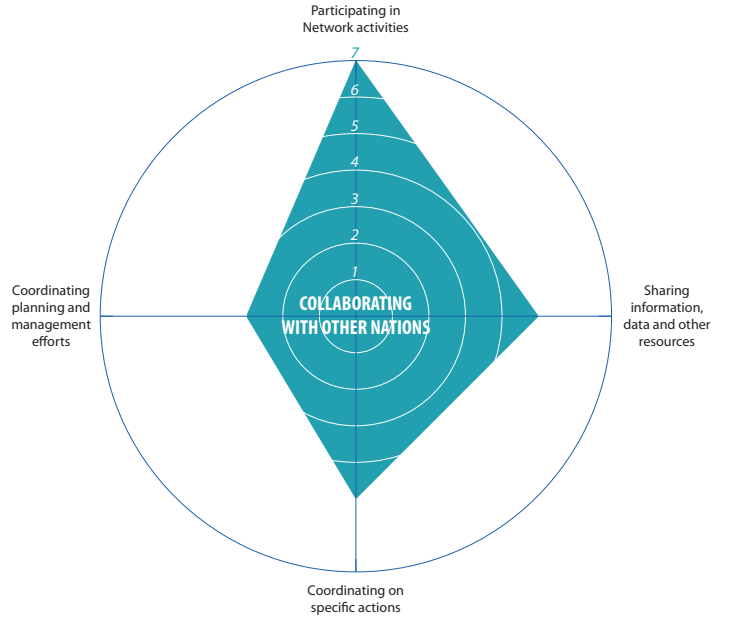 Participating in
Network activities
7
6
5
4
3
2
1
COLLABORATING
WITH OTHER NATIONS
Coordinating
planning and
management
efforts
Sharing
information,
data and other
resources
Coordinating on
specific actions